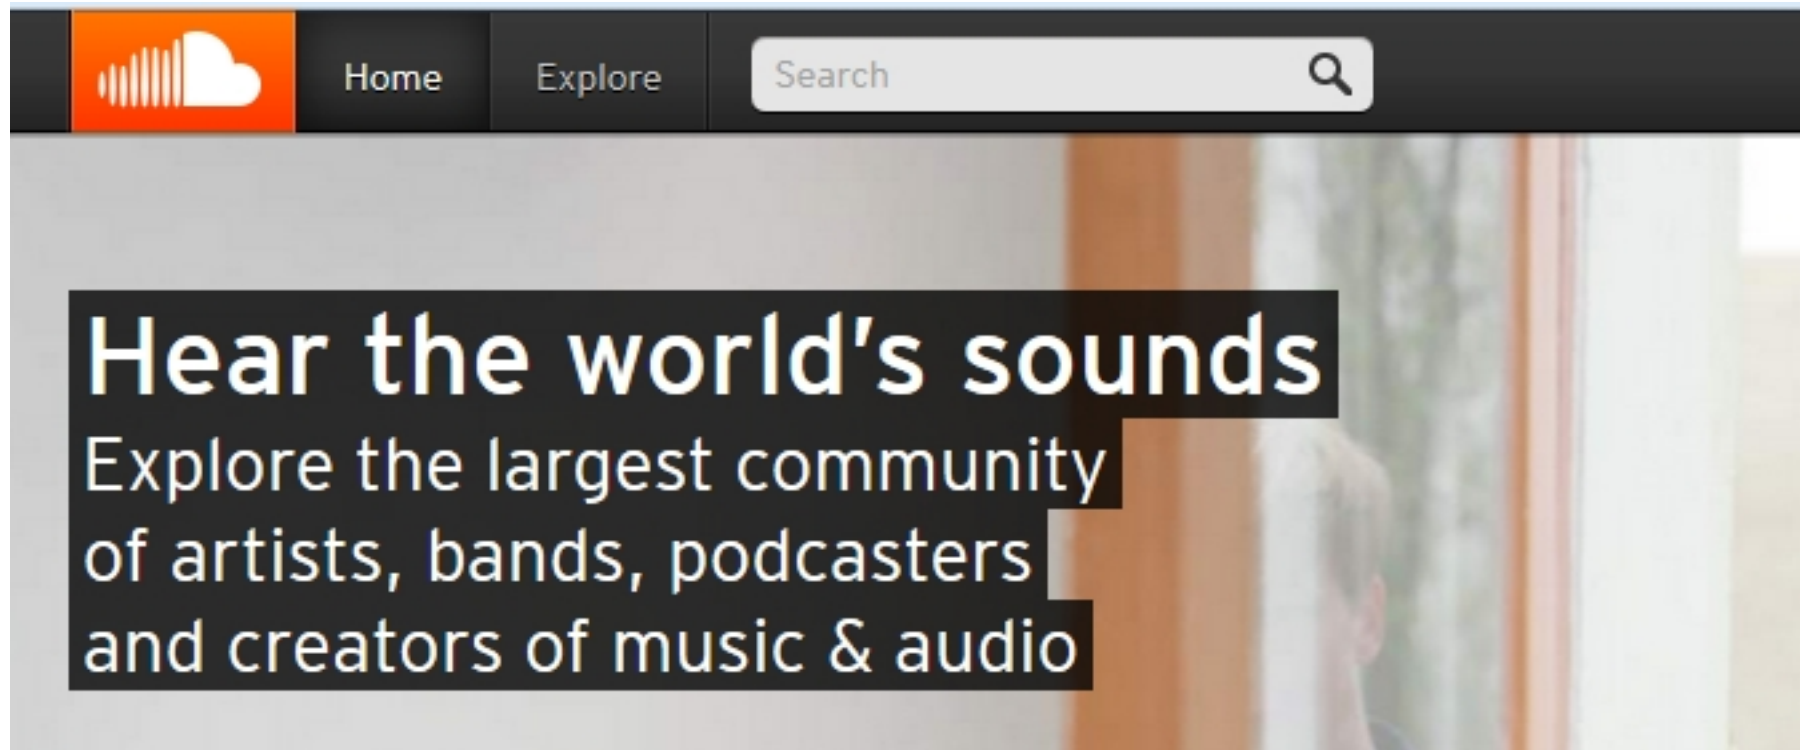 Home Explore Search
Hear the world's sounds
Explore the largest community
of artists, bands, podcasters
and creators of music & audio